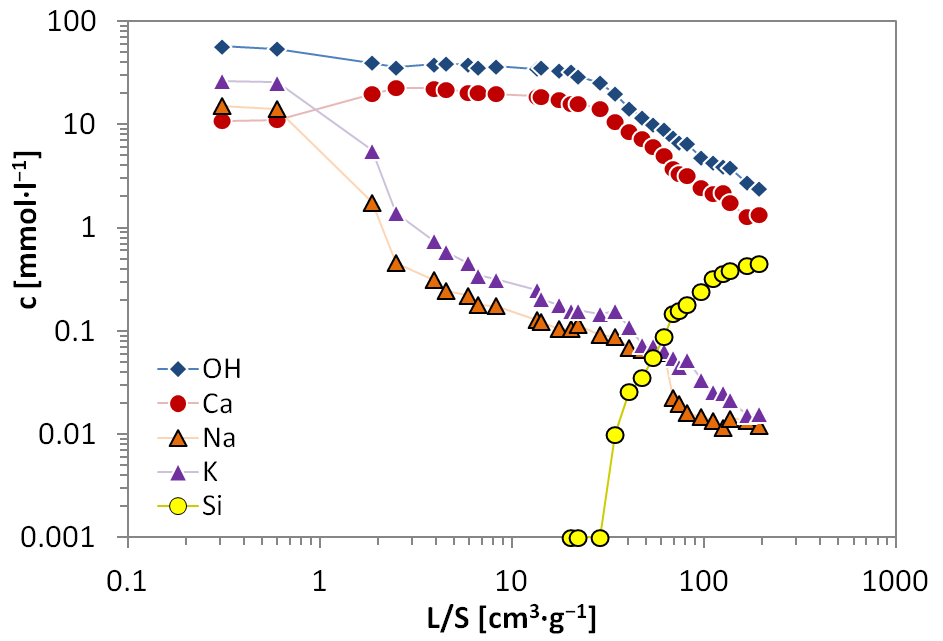 100
10
1
0.1
0.01
0.001
c [mmol·l⁻¹]
OH
Ca
Na
K
Si
0.1 1 10 100 1000
L/S [cm³·g⁻¹]